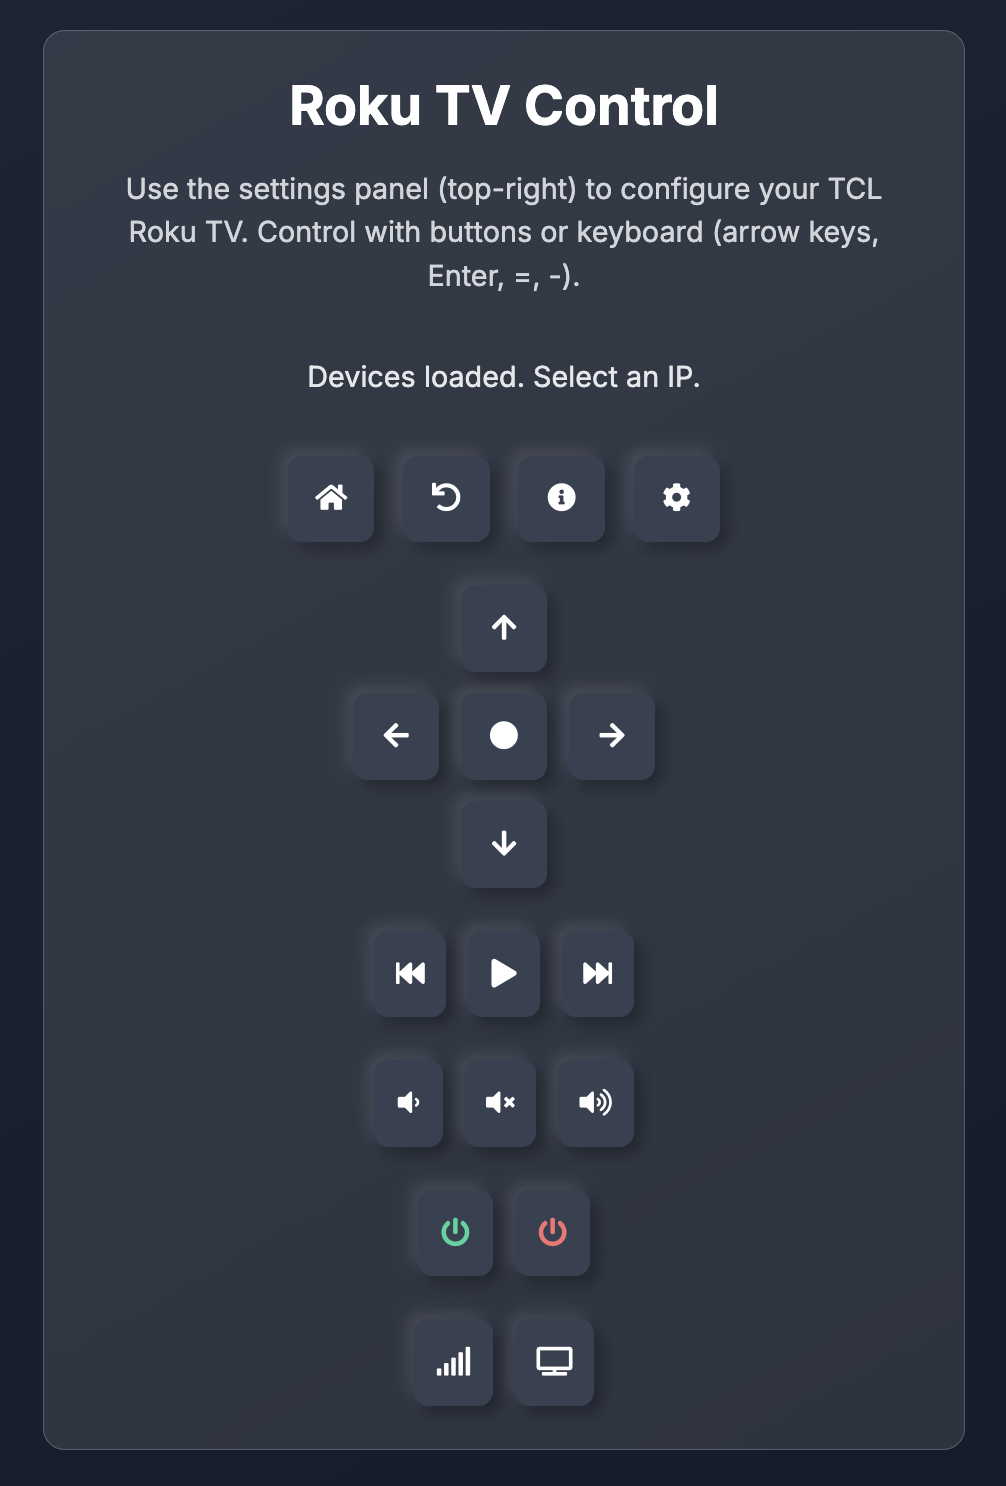 Roku TV Control
Use the settings panel (top-right) to configure your TCL
Roku TV. Control with buttons or keyboard (arrow keys,
Enter, =, -).
Devices loaded. Select an IP.